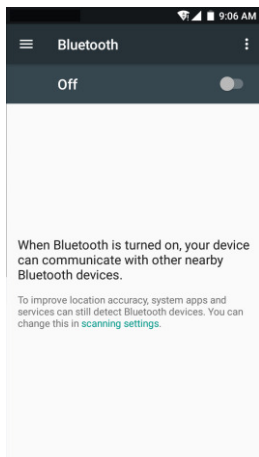 9:06 AM
Bluetooth
Off
When Bluetooth is turned on, your device
can communicate with other nearby
Bluetooth devices.
To improve location accuracy, system apps and
services can still detect Bluetooth devices. You can
change this in scanning settings.